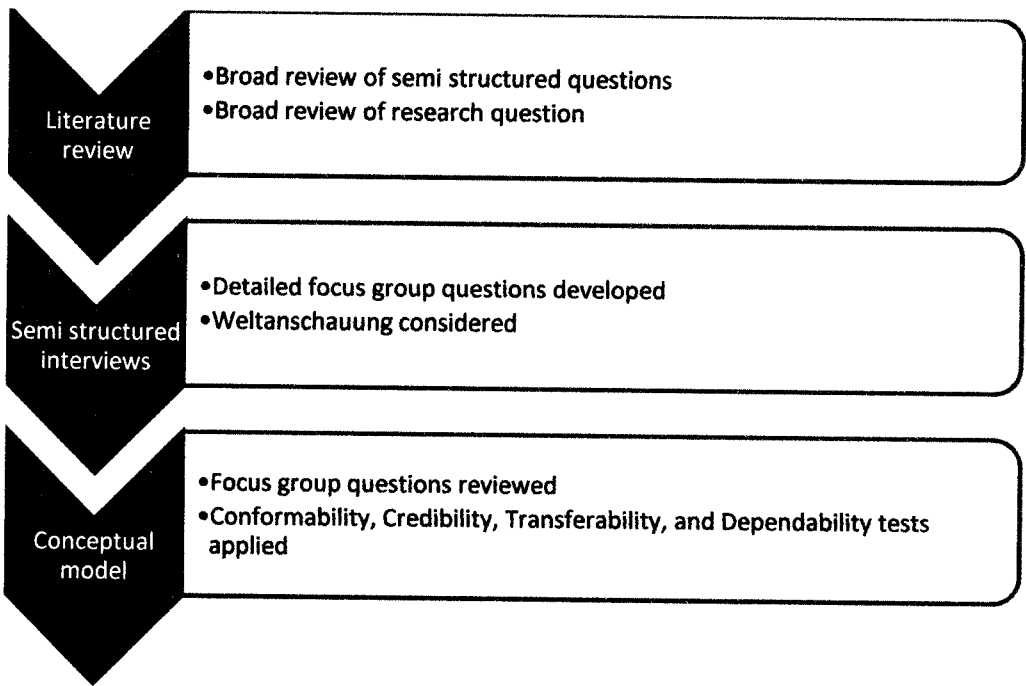 Literature
review
•Broad review of semi structured questions
•Broad review of research question
Semi structured
interviews
•Detailed focus group questions developed
•Weltanschauung considered
Conceptual
model
•Focus group questions reviewed
•Conformability, Credibility, Transferability, and Dependability tests
applied